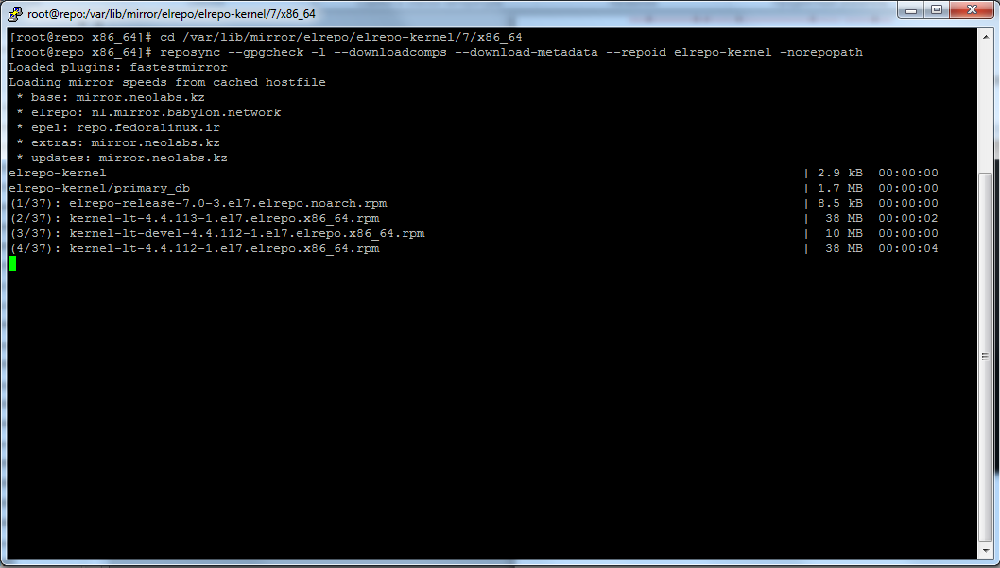 root@repo:/var/lib/mirror/elrepo/elrepo-kernel/7/x86_64
[root@repo x86_64]# cd /var/lib/mirror/elrepo/elrepo-kernel/7/x86_64
[root@repo x86_64]# reposync --gpgcheck -l --downloadcomps --download-metadata --repoid elrepo-kernel -norepopath
Loaded plugins: fastestmirror
Loading mirror speeds from cached hostfile
 * base: mirror.neolabs.kz
 * elrepo: nl.mirror.babylon.network
 * epel: repo.fedoralinux.ir
 * extras: mirror.neolabs.kz
 * updates: mirror.neolabs.kz
elrepo-kernel | 2.9 kB 00:00:00
elrepo-kernel/primary_db | 1.7 MB 00:00:00
(1/37): elrepo-release-7.0-3.el7.elrepo.noarch.rpm | 8.5 kB 00:00:00
(2/37): kernel-lt-4.4.113-1.el7.elrepo.x86_64.rpm | 38 MB 00:00:02
(3/37): kernel-lt-devel-4.4.112-1.el7.elrepo.x86_64.rpm | 10 MB 00:00:00
(4/37): kernel-lt-4.4.112-1.el7.elrepo.x86_64.rpm | 38 MB 00:00:04